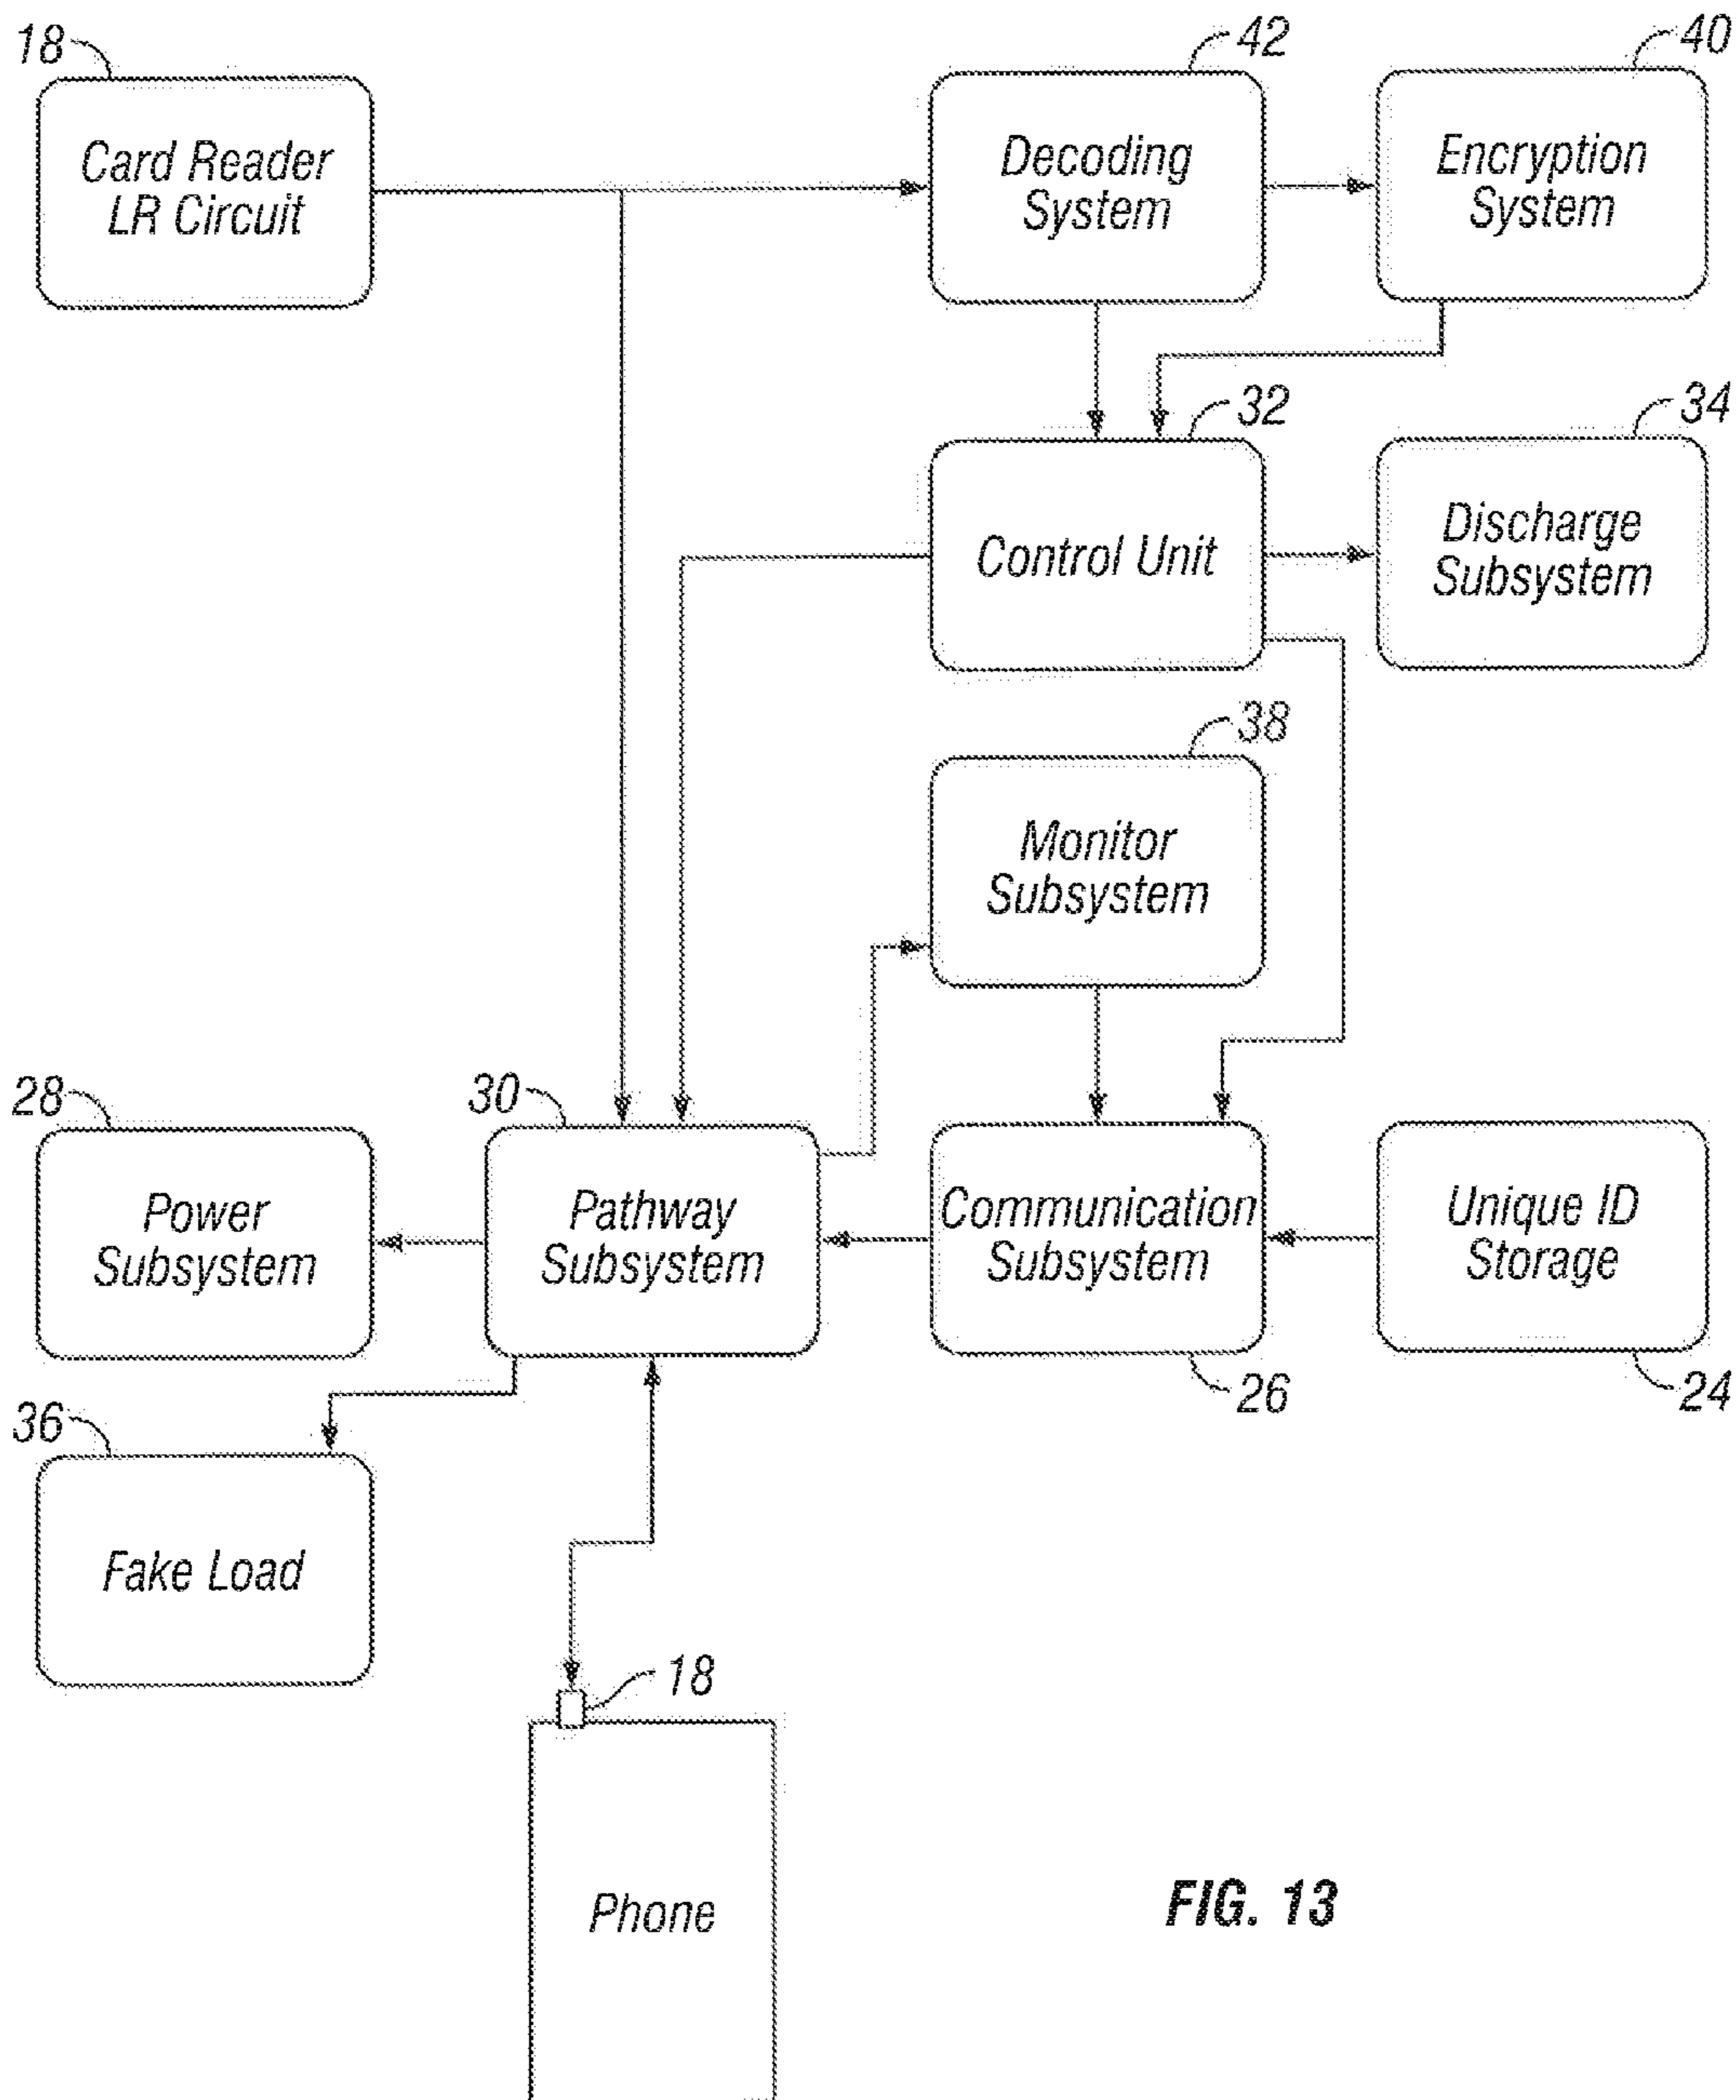 18
Card Reader
LR Circuit
42
Decoding
System
40
Encryption
System
32
Control Unit
34
Discharge
Subsystem
38
Monitor
Subsystem
28
Power
Subsystem
30
Pathway
Subsystem
Communication
Subsystem
26
Unique ID
Storage
24
36
Fake Load
18
Phone
FIG. 13